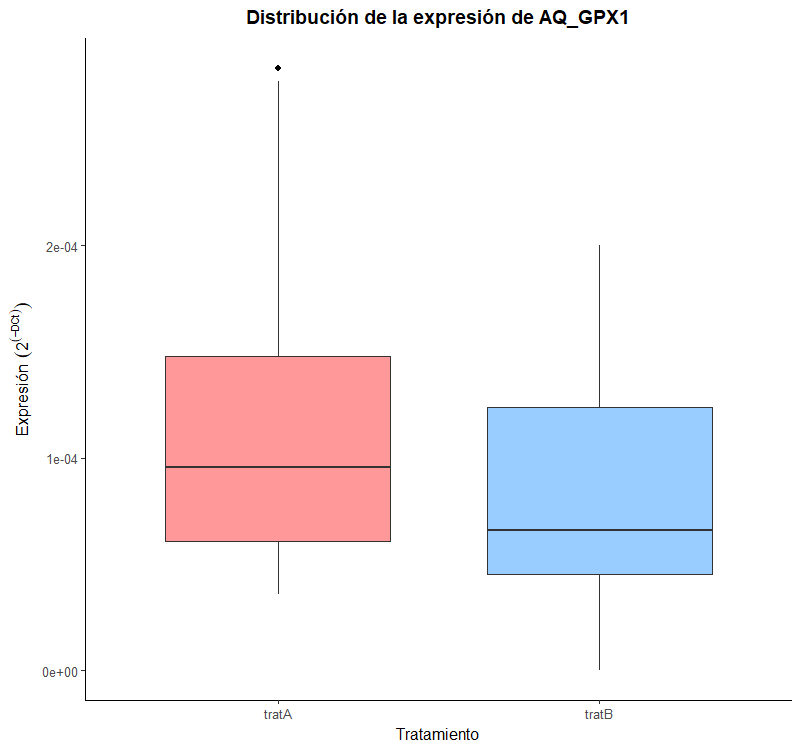 Distribución de la expresión de AQ_GPX1
Expresión (2^(−DCt))
2e-04
1e-04
0e+00
tratA tratB
Tratamiento